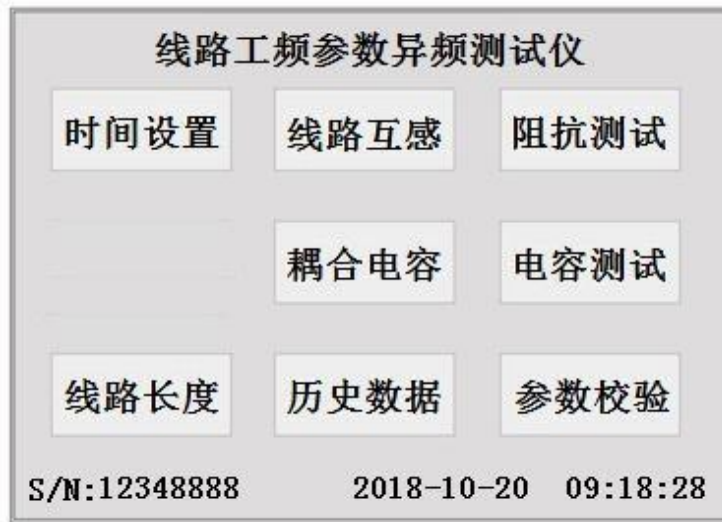 线路工频参数异频测试仪
时间设置 线路互感 阻抗测试
耦合电容 电容测试
线路长度 历史数据 参数校验
S/N:12348888 2018-10-20 09:18:28